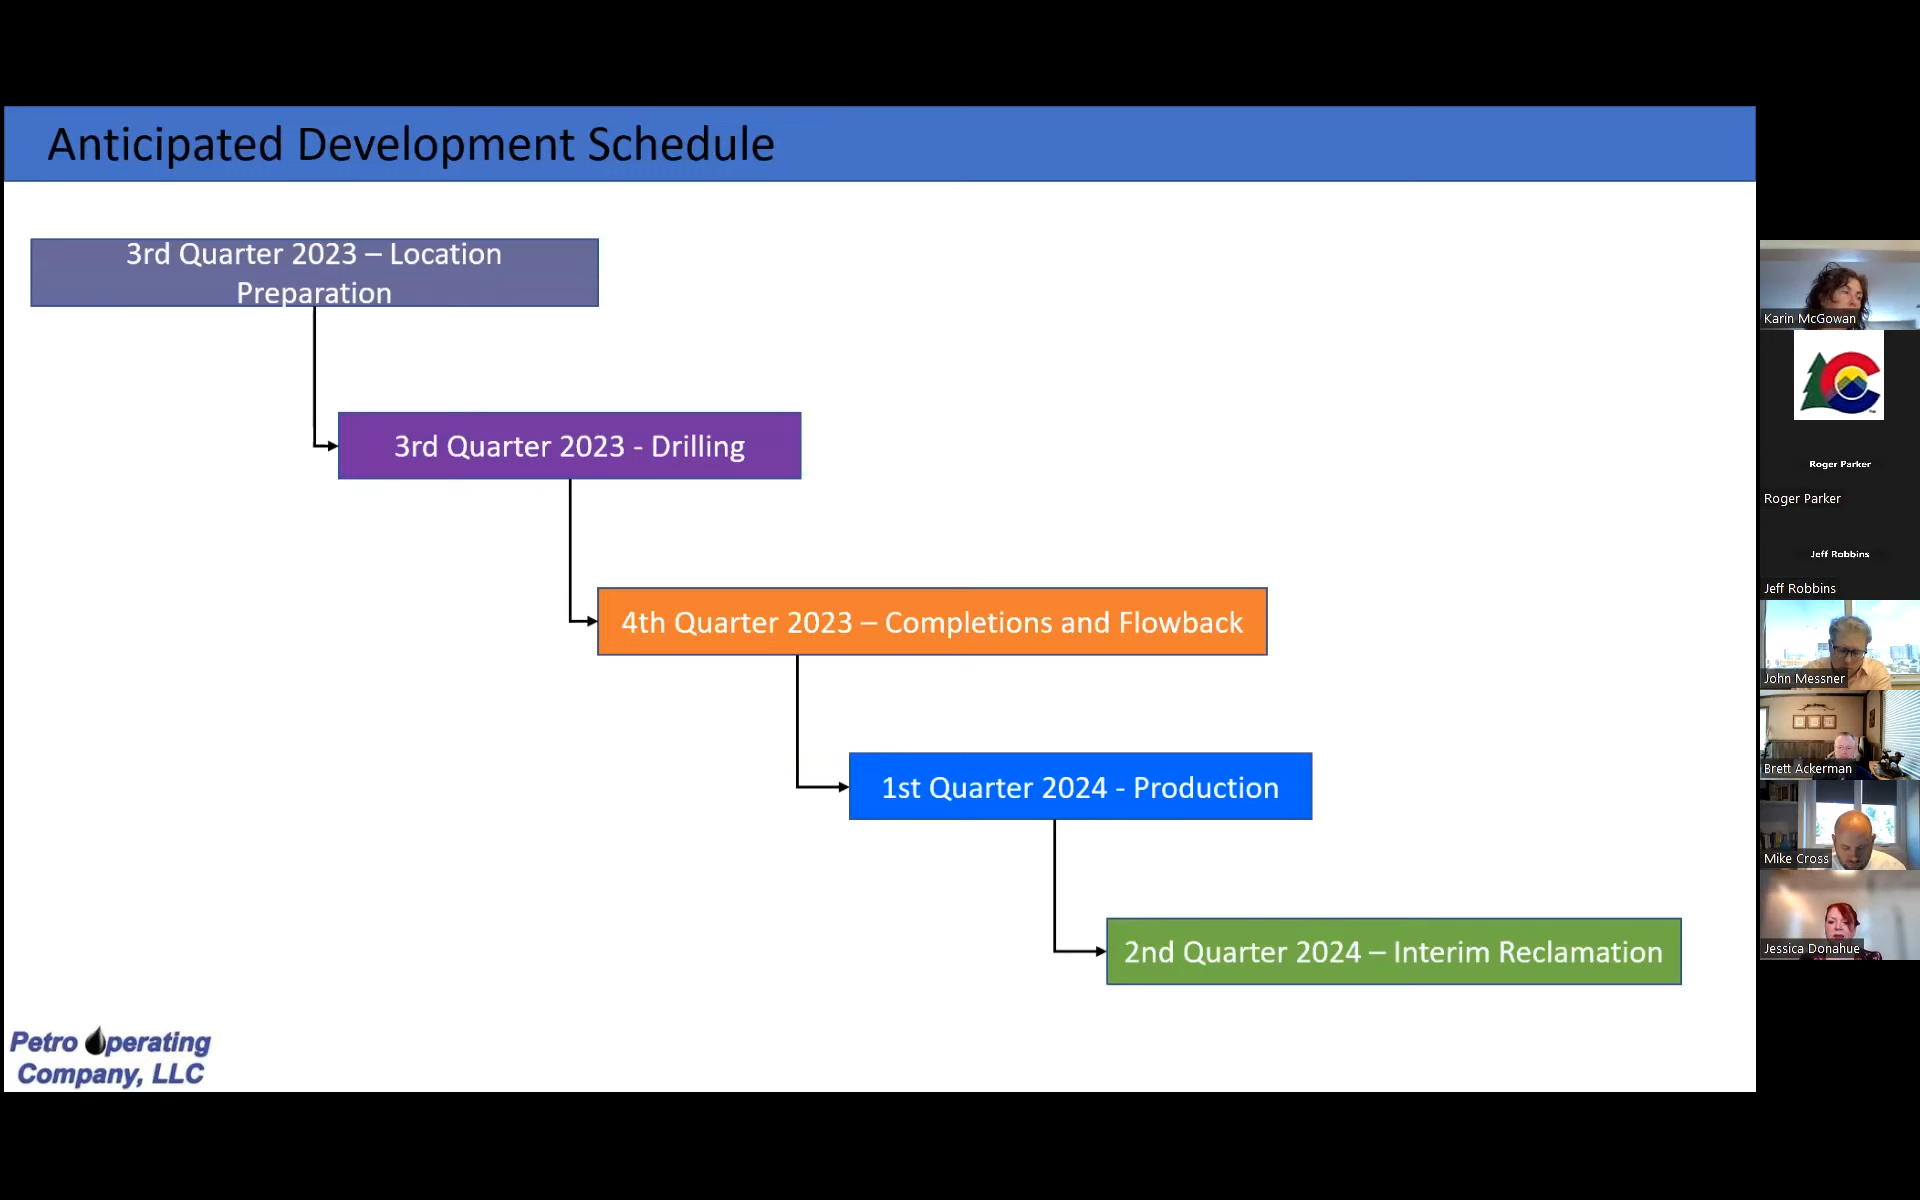 Anticipated Development Schedule
3rd Quarter 2023 – Location
Preparation
3rd Quarter 2023 - Drilling
4th Quarter 2023 – Completions and Flowback
1st Quarter 2024 - Production
2nd Quarter 2024 – Interim Reclamation
Petro Operating
Company, LLC
Karin McGowan
Roger Parker
Roger Parker
Jeff Robbins
Jeff Robbins
John Messner
Brett Ackerman
Mike Cross
Jessica Donahue